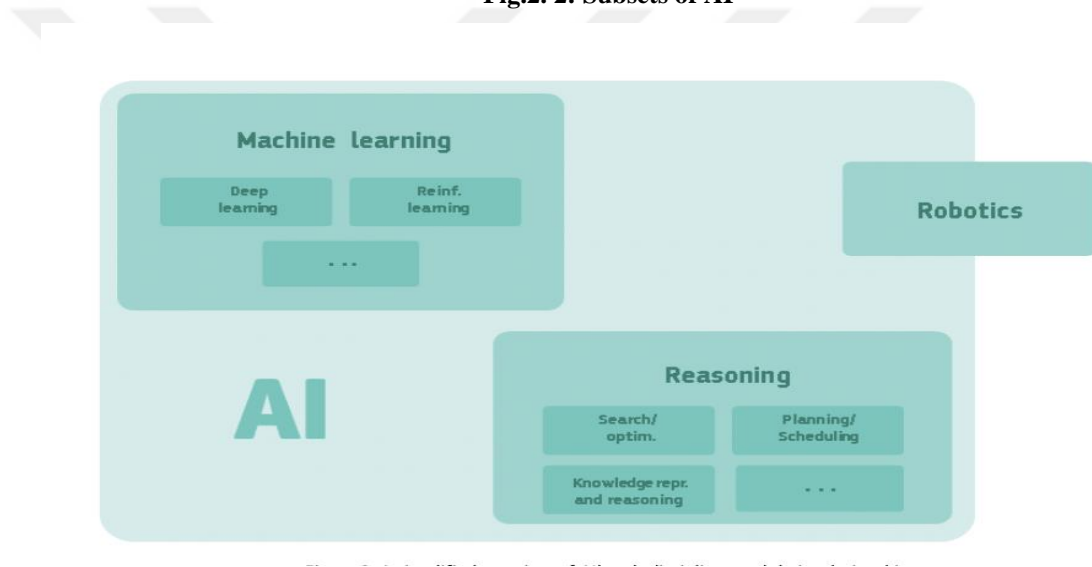 Fig.2. 2: Subsets of AI
Machine learning
Deep
learning
Reinf.
learning
...
Robotics
AI
Reasoning
Search/
optim.
Planning/
Scheduling
Knowledge repr.
and reasoning
...